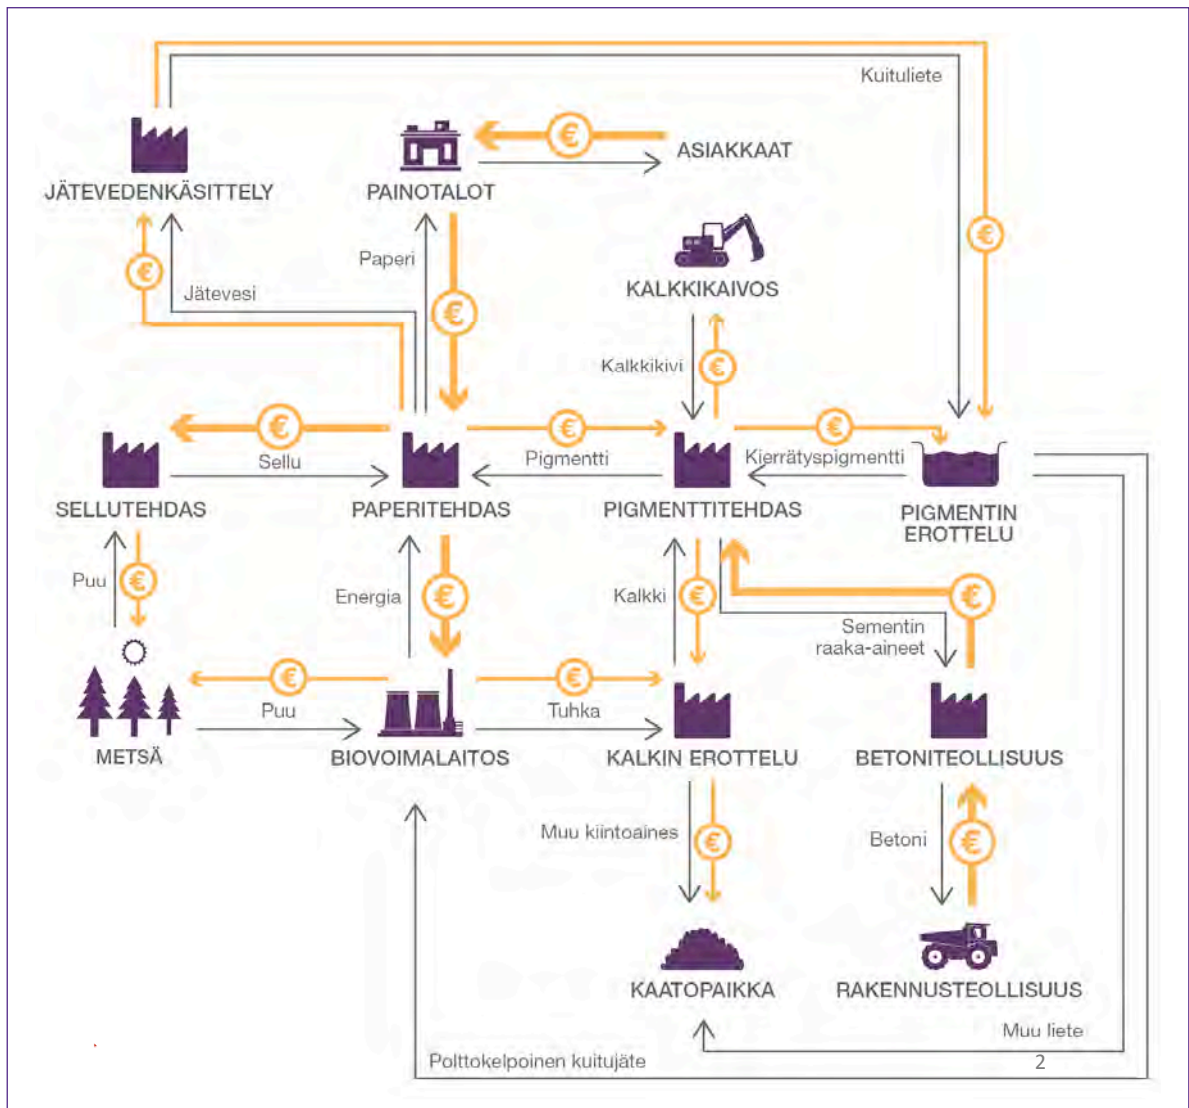 Kuituliete
€
€
ASIAKKAAT
JÄTEVEDENKÄSITTELY
PAINOTALOT
€
Paperi
€
KALKKIKAIVOS
Jätevesi
€
Kalkkikivi
€
€
€
€
Sellu
Pigmentti
Kierrätyspigmentti
SELLUTEHDAS
PAPERITEHDAS
PIGMENTTITEHDAS
PIGMENTIN
EROTTELU
Puu
€
Energia
€
Kalkki
€
€
Sementin
raaka-aineet
€
€
Puu
Tuhka
METSÄ
BIOVOIMALAITOS
KALKIN EROTTELU
BETONITEOLLISUUS
Muu kiintoaines
€
Betoni
€
KAATOPAIKKA
RAKENNUSTEOLLISUUS
Muu liete
Polttokelpoinen kuitujäte
2